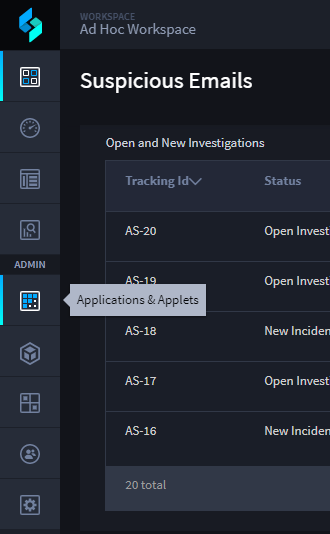 WORKSPACE
Ad Hoc Workspace
Suspicious Emails
Open and New Investigations
Tracking Id Status
AS-20 Open Invest
AS-19 Open Invest
ADMIN
Applications & Applets
AS-18 New Inciden
AS-17 Open Invest
AS-16 New Inciden
20 total